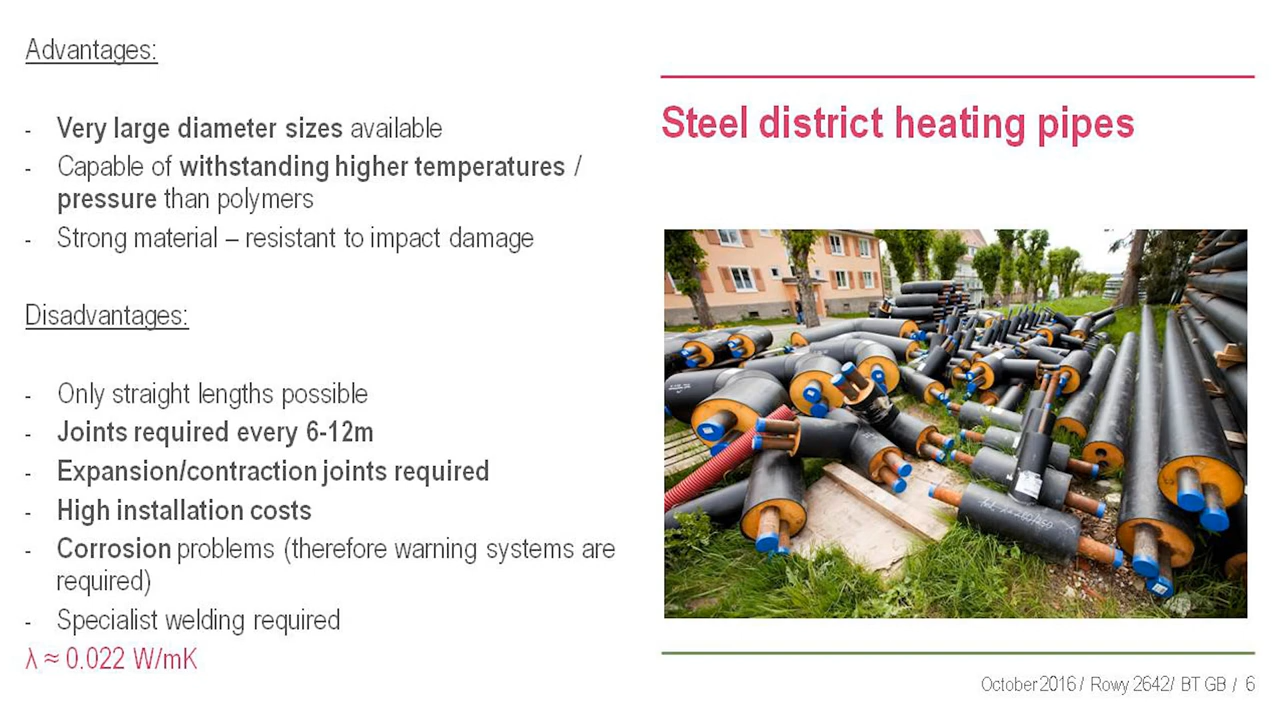 Advantages:
- Very large diameter sizes available
- Capable of withstanding higher temperatures /
pressure than polymers
- Strong material – resistant to impact damage
Disadvantages:
- Only straight lengths possible
- Joints required every 6-12m
- Expansion/contraction joints required
- High installation costs
- Corrosion problems (therefore warning systems are
required)
- Specialist welding required
λ ≈ 0.022 W/mK
Steel district heating pipes
October 2016 / Rowy 2642/ BT GB / 6